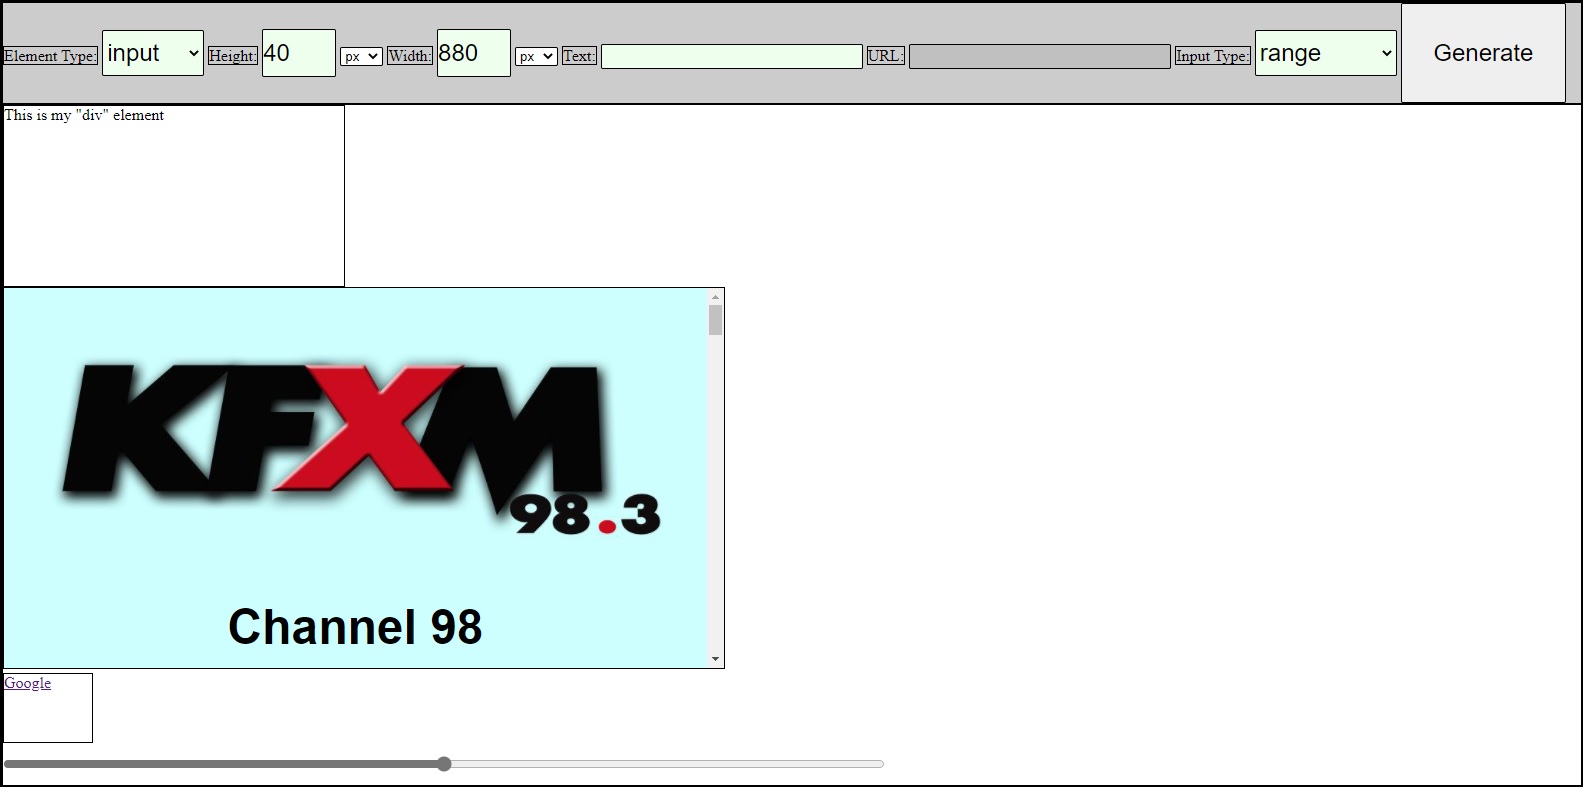 Element Type: input Height: 40 px Width: 880 px Text: URL: Input Type: range Generate
This is my "div" element
KFXM
98.3
Channel 98
Google